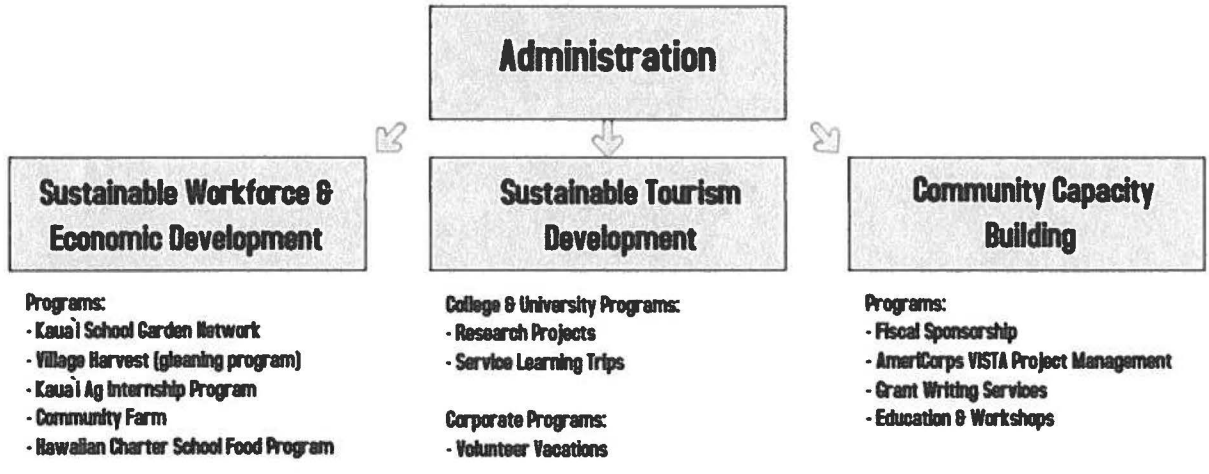 Administration
Sustainable Workforce &
Economic Development
Programs:
- Kaua`i School Garden Network
- Village Harvest (gleaning program)
- Kaua`i Ag Internship Program
- Community Farm
- Hawaiian Charter School Food Program
Sustainable Tourism
Development
College & University Programs:
- Research Projects
- Service Learning Trips
Corporate Programs:
- Volunteer Vacations
Community Capacity
Building
Programs:
- Fiscal Sponsorship
- AmeriCorps VISTA Project Management
- Grant Writing Services
- Education & Workshops